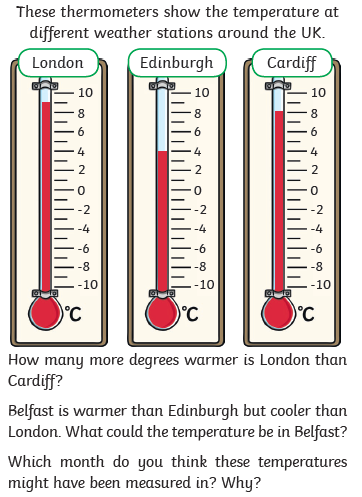 These thermometers show the temperature at
different weather stations around the UK.
London Edinburgh Cardiff
10 10 10
8 8 8
6 6 6
4 4 4
2 2 2
0 0 0
-2 -2 -2
-4 -4 -4
-6 -6 -6
-8 -8 -8
-10 -10 -10
°C °C °C
How many more degrees warmer is London than
Cardiff?
Belfast is warmer than Edinburgh but cooler than
London. What could the temperature be in Belfast?
Which month do you think these temperatures
might have been measured in? Why?